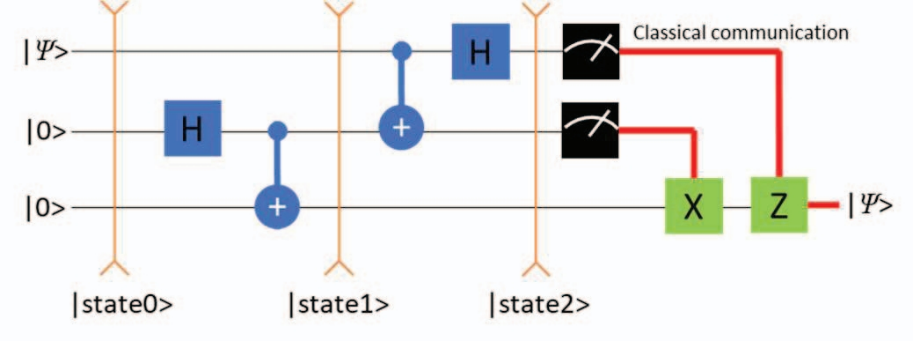 Classical communication
|Ψ> H H
|0> H
+
|0> + X Z |Ψ>
|state0> |state1> |state2>